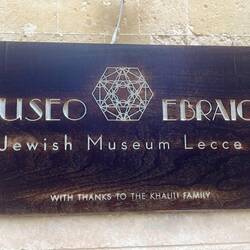 USEO EBRAIC
Jewish Museum Lecce
WITH THANKS TO THE KHALILI FAMILY